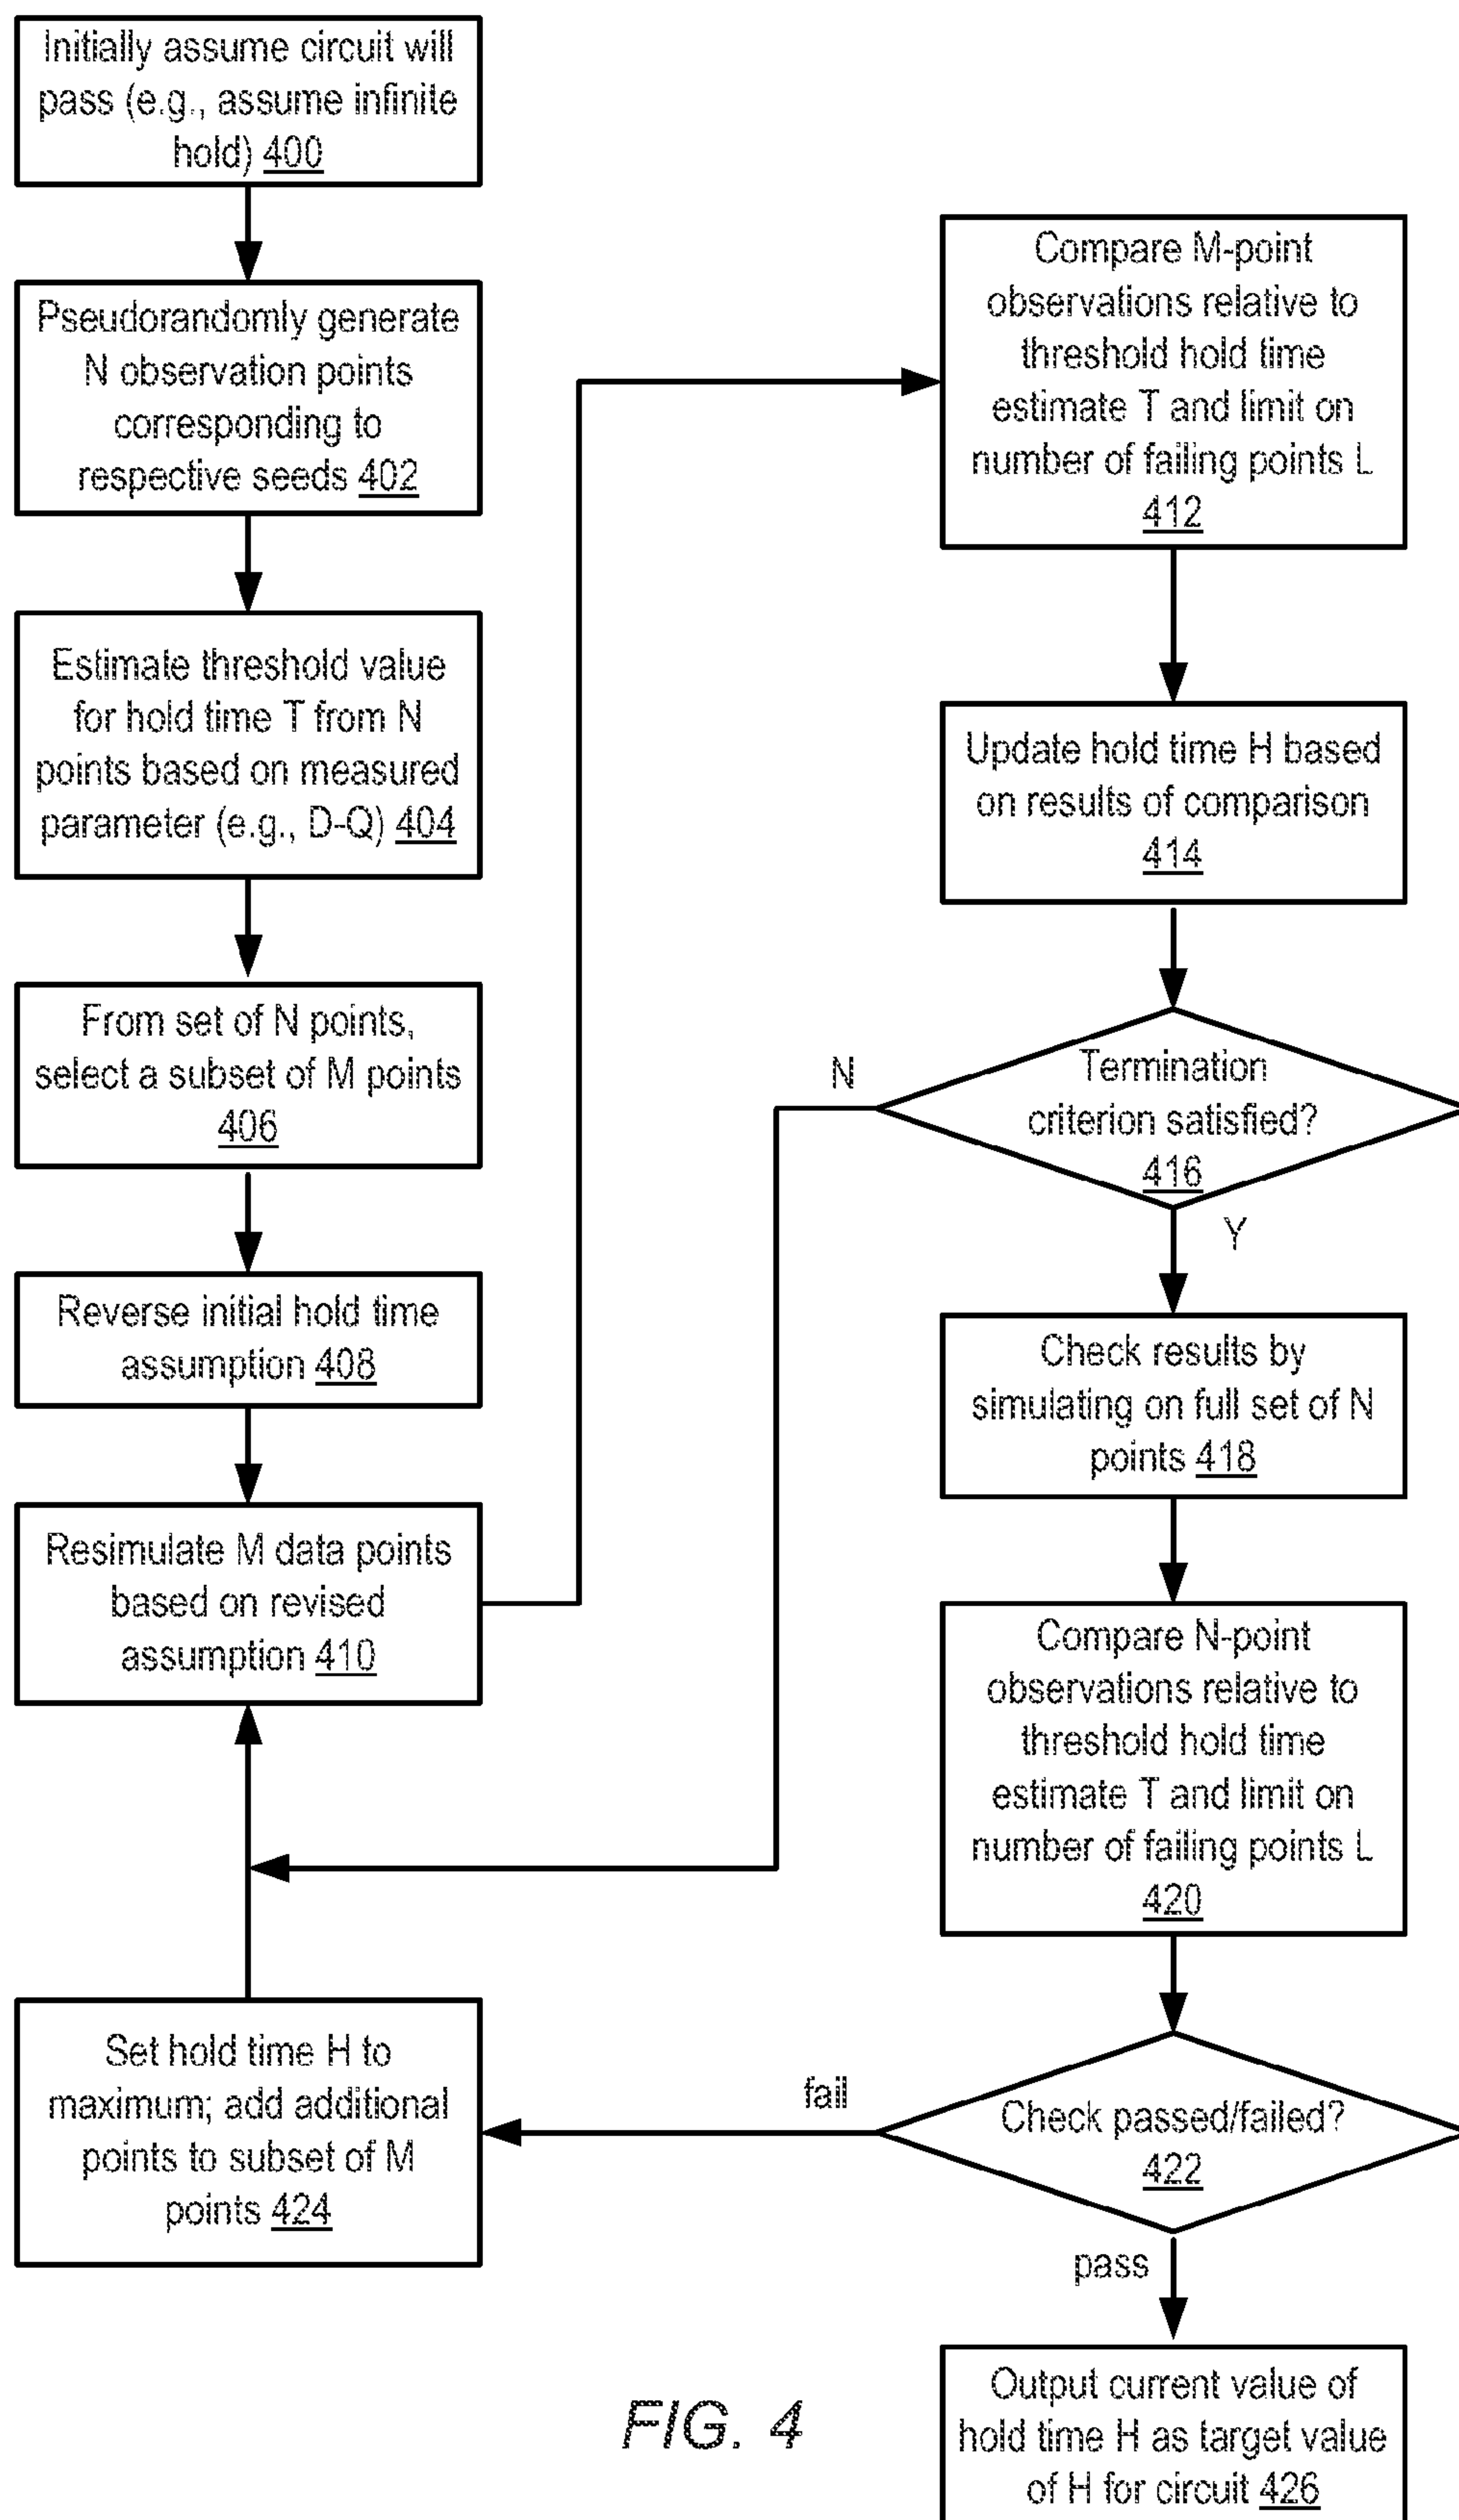 Initially assume circuit will
pass (e.g., assume infinite
hold) 400
Pseudorandomly generate
N observation points
corresponding to
respective seeds 402
Estimate threshold value
for hold time T from N
points based on measured
parameter (e.g., D-Q) 404
From set of N points,
select a subset of M points
406
Reverse initial hold time
assumption 408
Resimulate M data points
based on revised
assumption 410
Compare M-point
observations relative to
threshold hold time
estimate T and limit on
number of failing points L
412
Update hold time H based
on results of comparison
414
N
Termination
criterion satisfied?
416
Y
Check results by
simulating on full set of N
points 418
Compare N-point
observations relative to
threshold hold time
estimate T and limit on
number of failing points L
420
Check passed/failed?
422
fail
Set hold time H to
maximum; add additional
points to subset of M
points 424
pass
Output current value of
hold time H as target value
of H for circuit 426
FIG. 4